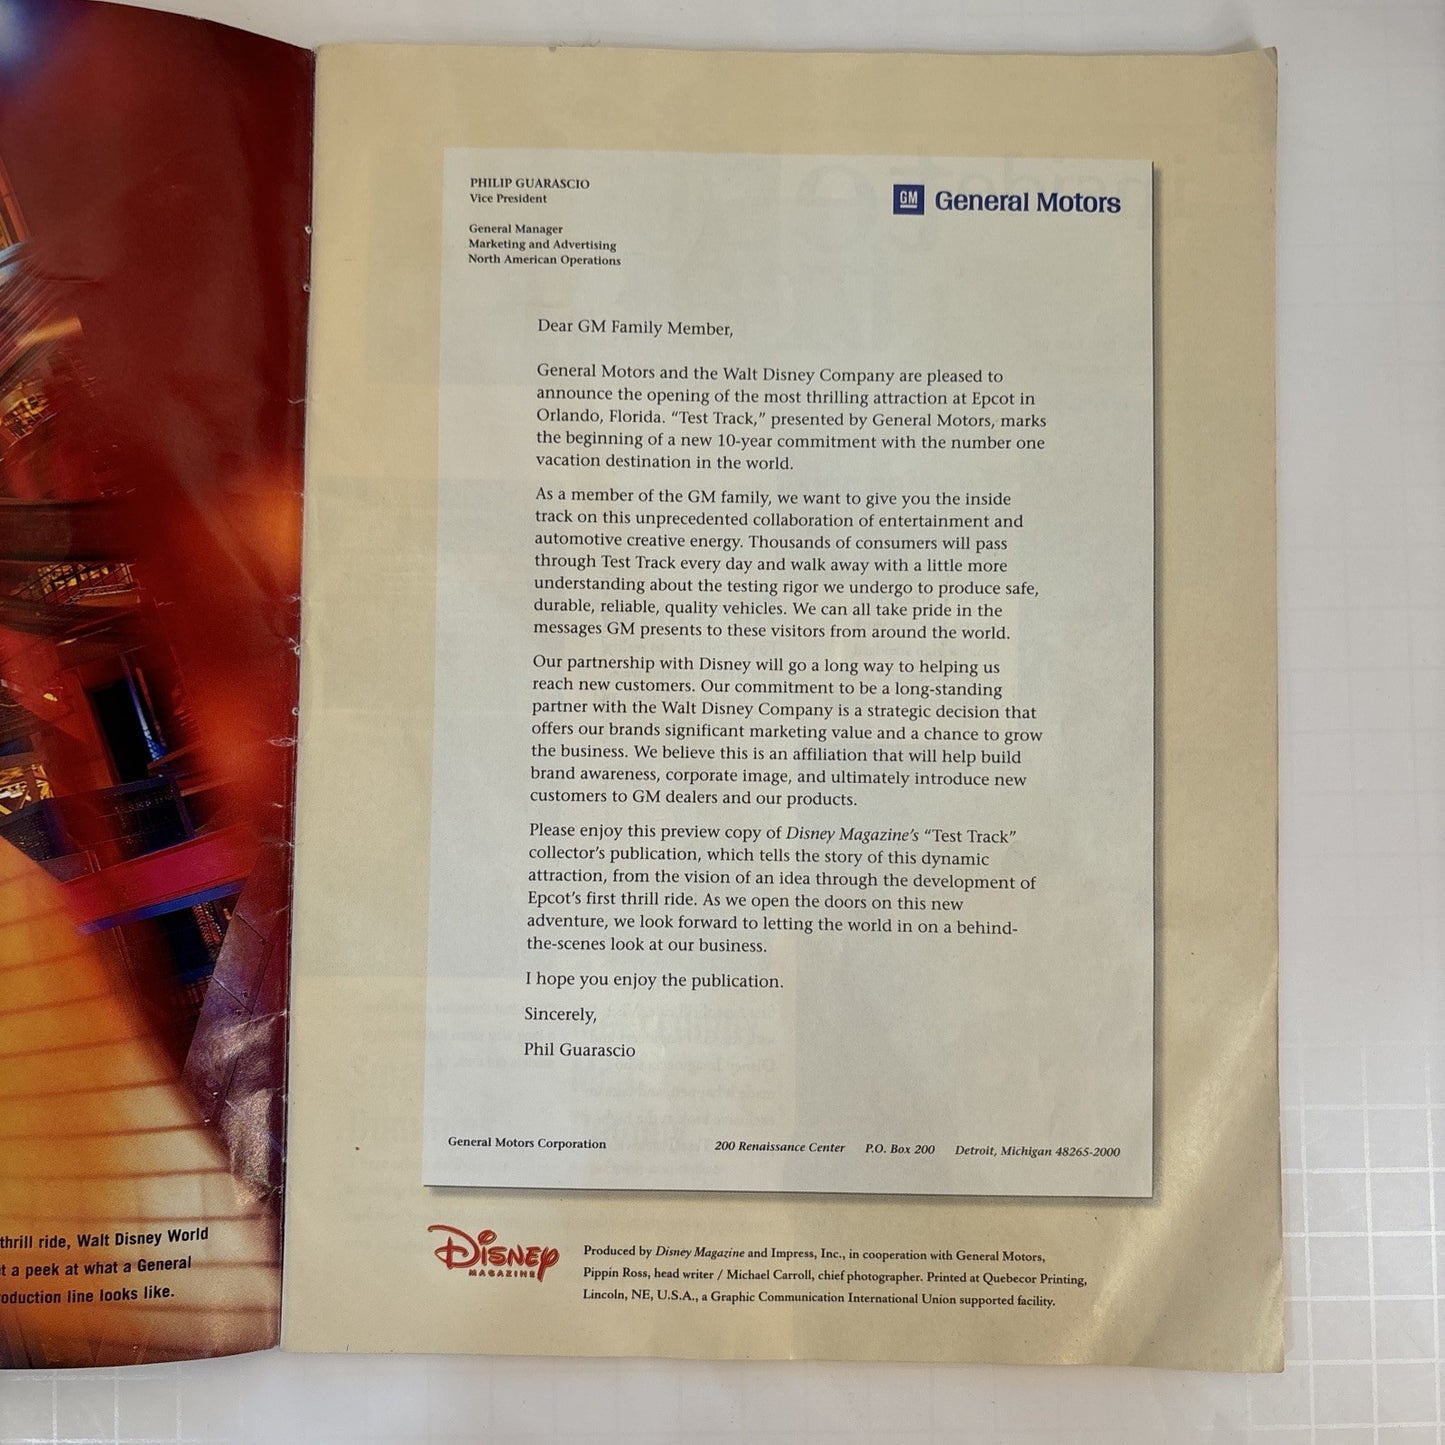 thrill ride, Walt Disney World
a peek at what a General
production line looks like.
PHILIP GUARASCIO
Vice President
General Manager
Marketing and Advertising
North American Operations
GM General Motors
Dear GM Family Member,
General Motors and the Walt Disney Company are pleased to
announce the opening of the most thrilling attraction at Epcot in
Orlando, Florida. “Test Track,” presented by General Motors, marks
the beginning of a new 10-year commitment with the number one
vacation destination in the world.
As a member of the GM family, we want to give you the inside
track on this unprecedented collaboration of entertainment and
automotive creative energy. Thousands of consumers will pass
through Test Track every day and walk away with a little more
understanding about the testing rigor we undergo to produce safe,
durable, reliable, quality vehicles. We can all take pride in the
messages GM presents to these visitors from around the world.
Our partnership with Disney will go a long way to helping us
reach new customers. Our commitment to be a long-standing
partner with the Walt Disney Company is a strategic decision that
offers our brands significant marketing value and a chance to grow
the business. We believe this is an affiliation that will help build
brand awareness, corporate image, and ultimately introduce new
customers to GM dealers and our products.
Please enjoy this preview copy of Disney Magazine’s “Test Track”
collector’s publication, which tells the story of this dynamic
attraction, from the vision of an idea through the development of
Epcot’s first thrill ride. As we open the doors on this new
adventure, we look forward to letting the world in on a behind-
the-scenes look at our business.
I hope you enjoy the publication.
Sincerely,
Phil Guarascio
General Motors Corporation 200 Renaissance Center P.O. Box 200 Detroit, Michigan 48265-2000
Disney
MAGAZINE
Produced by Disney Magazine and Impress, Inc., in cooperation with General Motors,
Pippin Ross, head writer / Michael Carroll, chief photographer. Printed at Quebecor Printing,
Lincoln, NE, U.S.A., a Graphic Communication International Union supported facility.